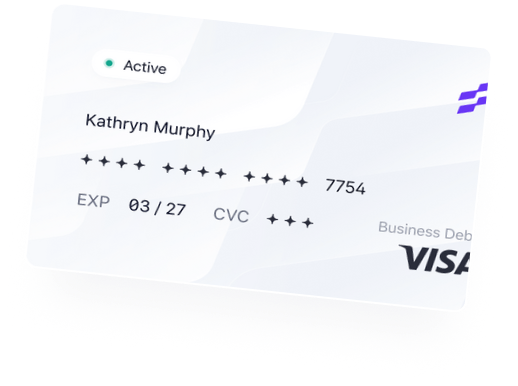 Active
Kathryn Murphy
✦✦✦✦ ✦✦✦✦ ✦✦✦✦ 7754
EXP 03 / 27 CVC ✦✦✦
Business Deb
VISA